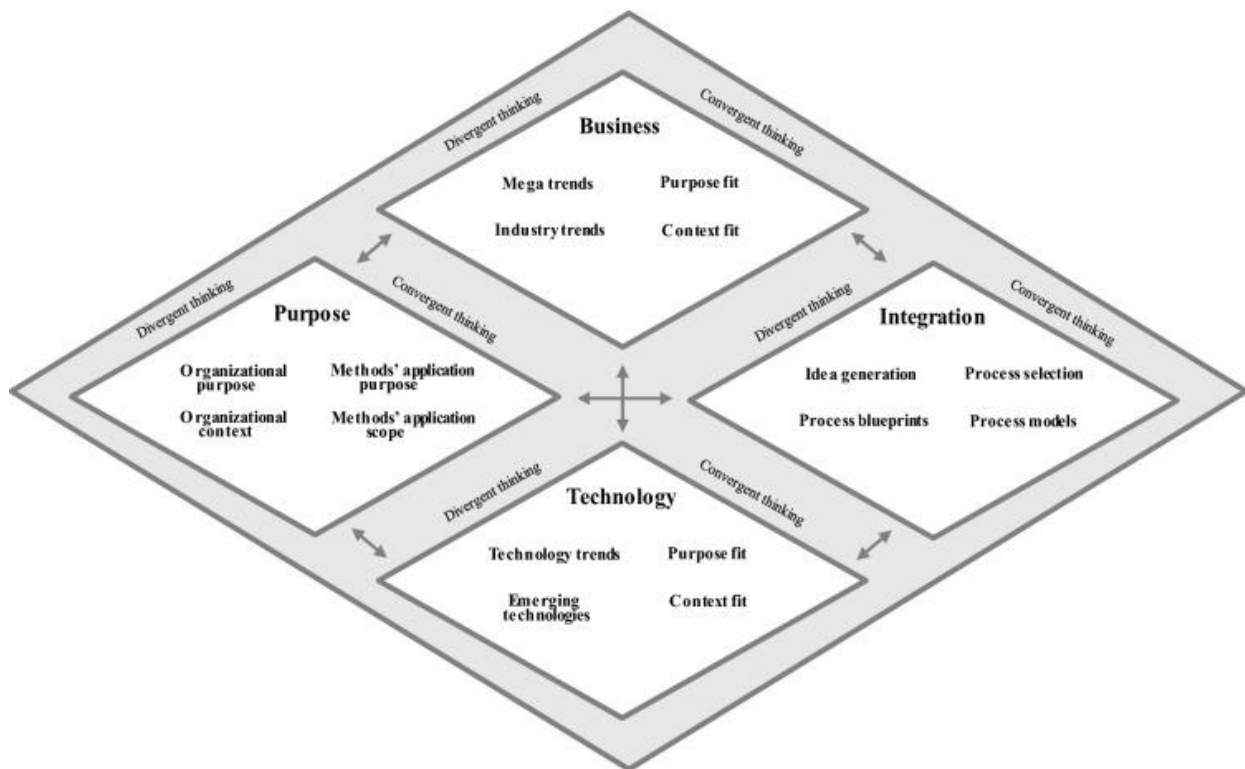 Divergent thinking
Convergent thinking
Business
Mega trends
Purpose fit
Industry trends
Context fit
Divergent thinking
Convergent thinking
Purpose
Organizational
purpose
Methods' application
purpose
Organizational
context
Methods' application
scope
Divergent thinking
Convergent thinking
Integration
Idea generation
Process selection
Process blueprints
Process models
Divergent thinking
Convergent thinking
Technology
Technology trends
Purpose fit
Emerging
technologies
Context fit